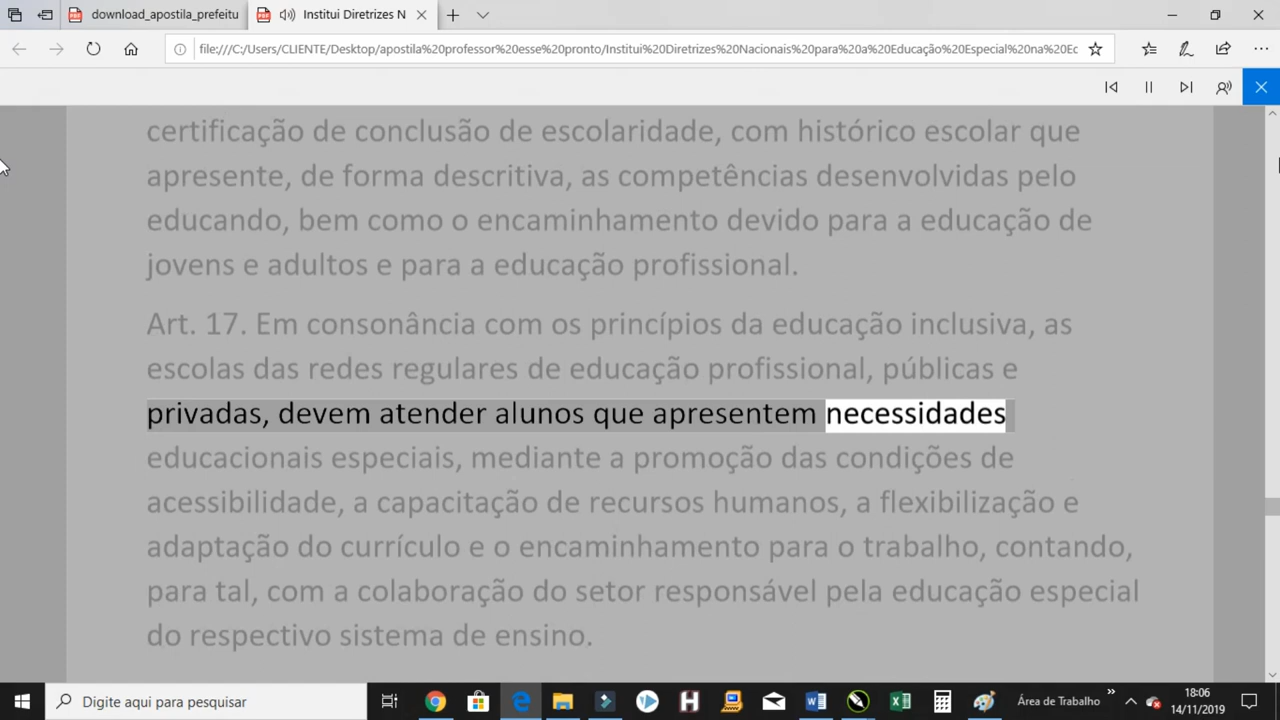 download_apostila_prefeitu
Institui Diretrizes N
file:///C:/Users/CLIENTE/Desktop/apostila%20professor%20esse%20pronto/Institui%20Diretrizes%20Nacionais%20para%20a%20Educação%20Especial%20na%20Ec
certificação de conclusão de escolaridade, com histórico escolar que
apresente, de forma descritiva, as competências desenvolvidas pelo
educando, bem como o encaminhamento devido para a educação de
jovens e adultos e para a educação profissional.
Art. 17. Em consonância com os princípios da educação inclusiva, as
escolas das redes regulares de educação profissional, públicas e
privadas, devem atender alunos que apresentem necessidades
educacionais especiais, mediante a promoção das condições de
acessibilidade, a capacitação de recursos humanos, a flexibilização e
adaptação do currículo e o encaminhamento para o trabalho, contando,
para tal, com a colaboração do setor responsável pela educação especial
do respectivo sistema de ensino.
Digite aqui para pesquisar
Área de Trabalho
18:06
14/11/2019